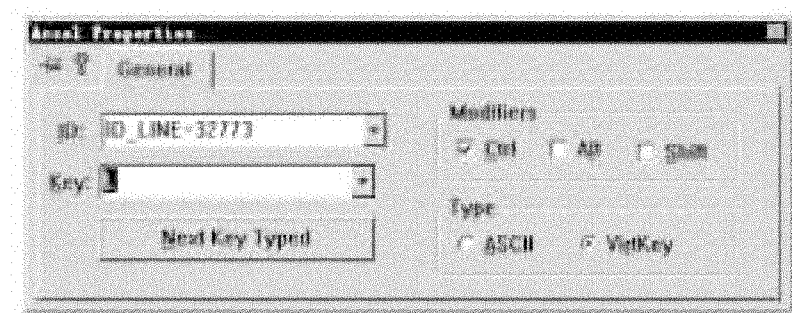 Accel Properties
General
ID: ID_LINE=32773
Key:
Next Key Typed
Modifiers
Ctrl Alt Shift
Type
ASCII VirtKey